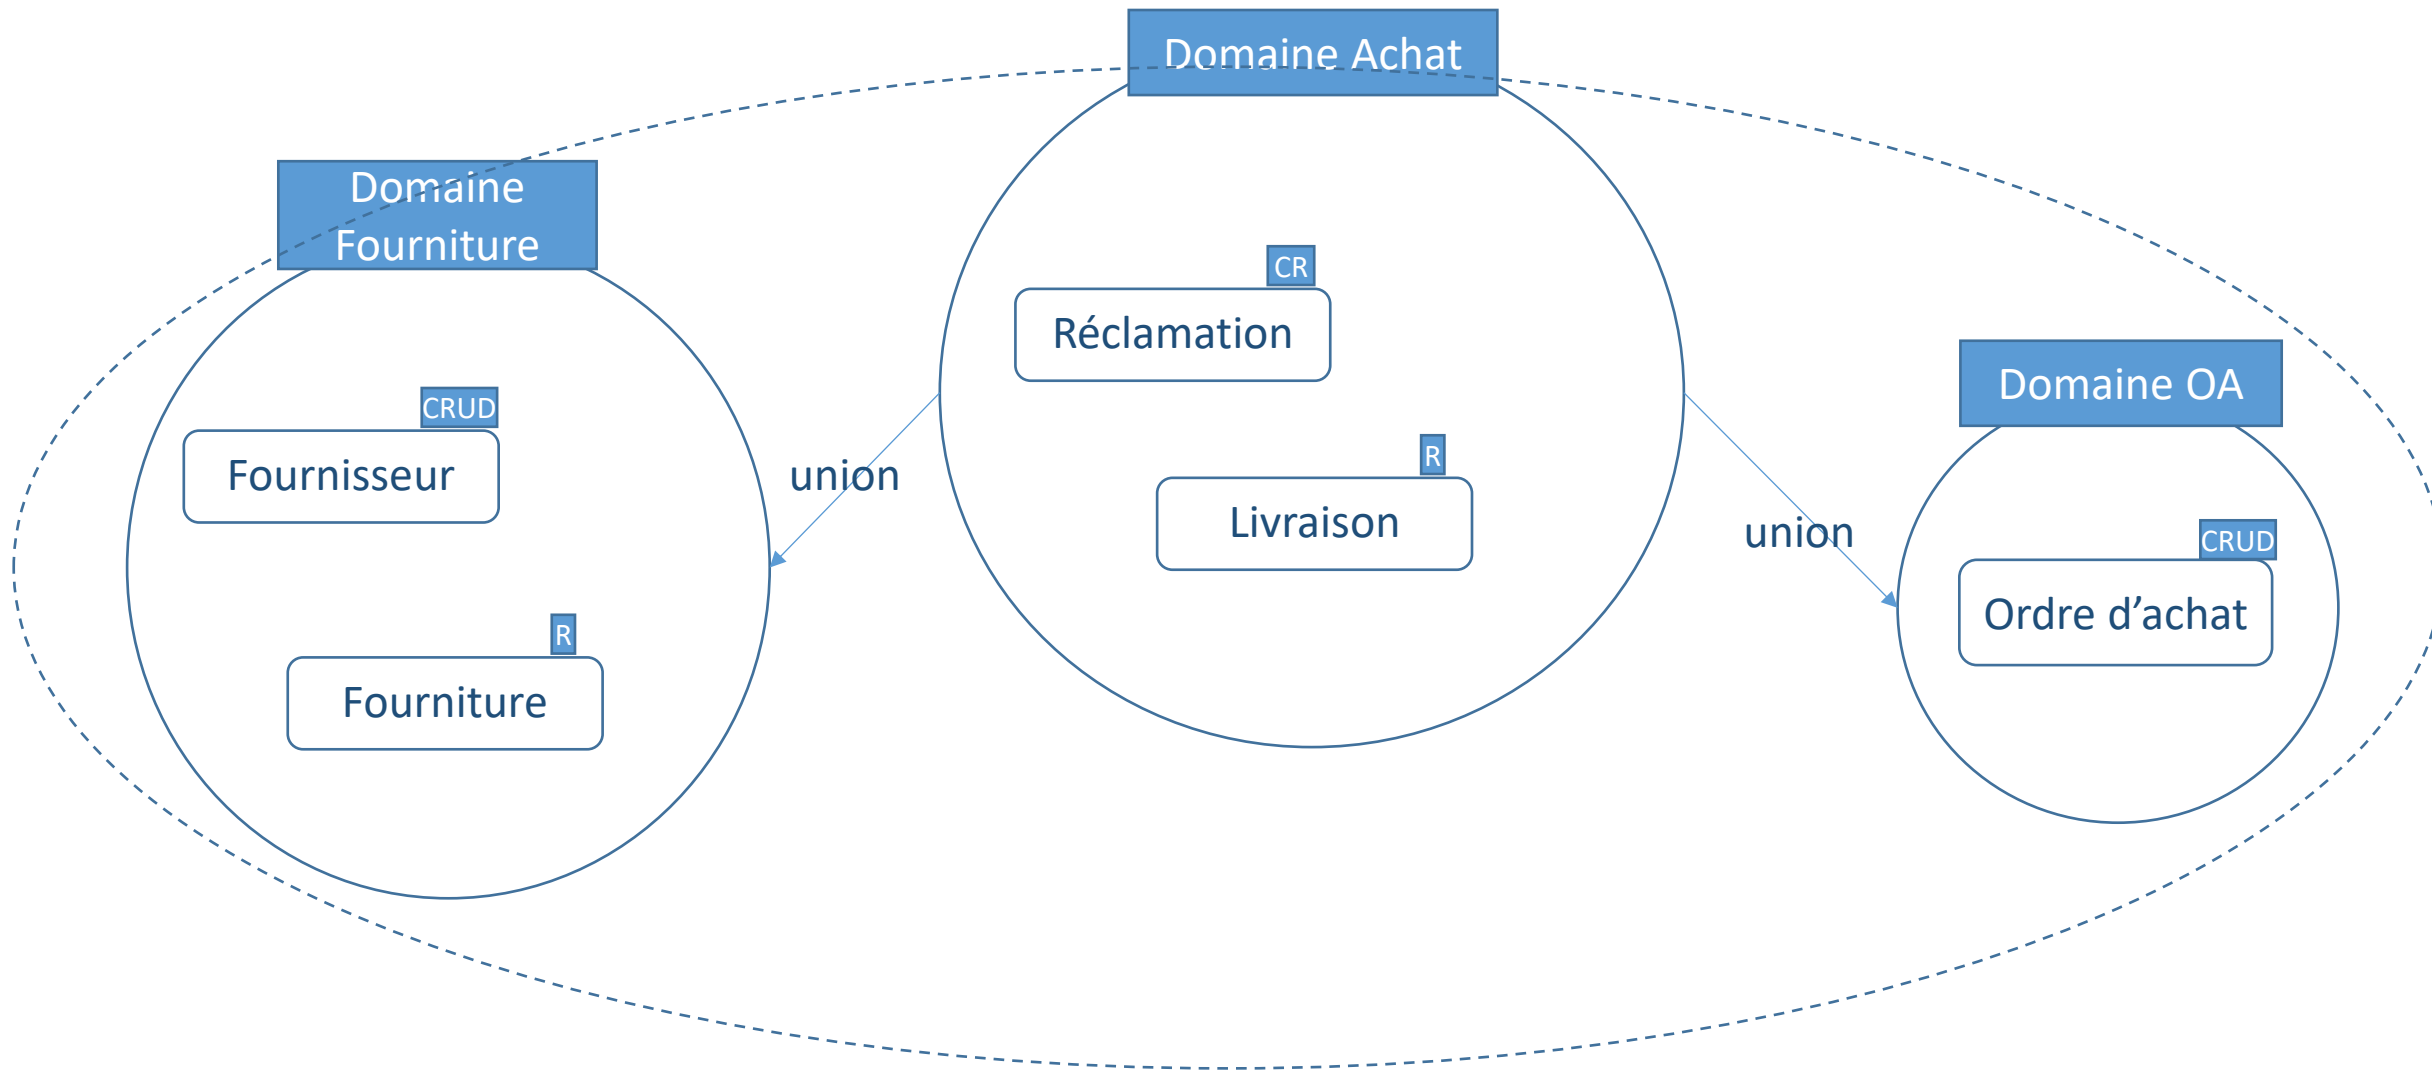 Domaine Achat
Domaine
Fourniture
CR
Réclamation
Domaine OA
CRUD
Fournisseur
union
R
Livraison
union
CRUD
Ordre d’achat
R
Fourniture